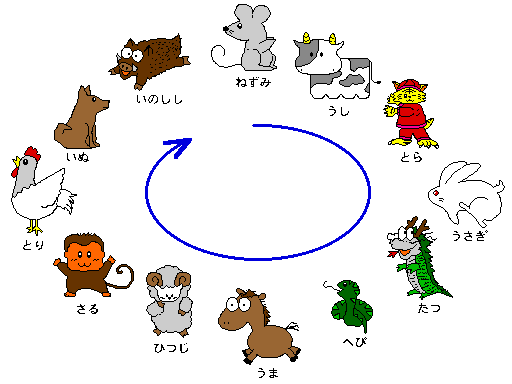 ねずみ
うし
とら
うさぎ
たつ
へび
うま
ひつじ
さる
とり
いぬ
いのしし